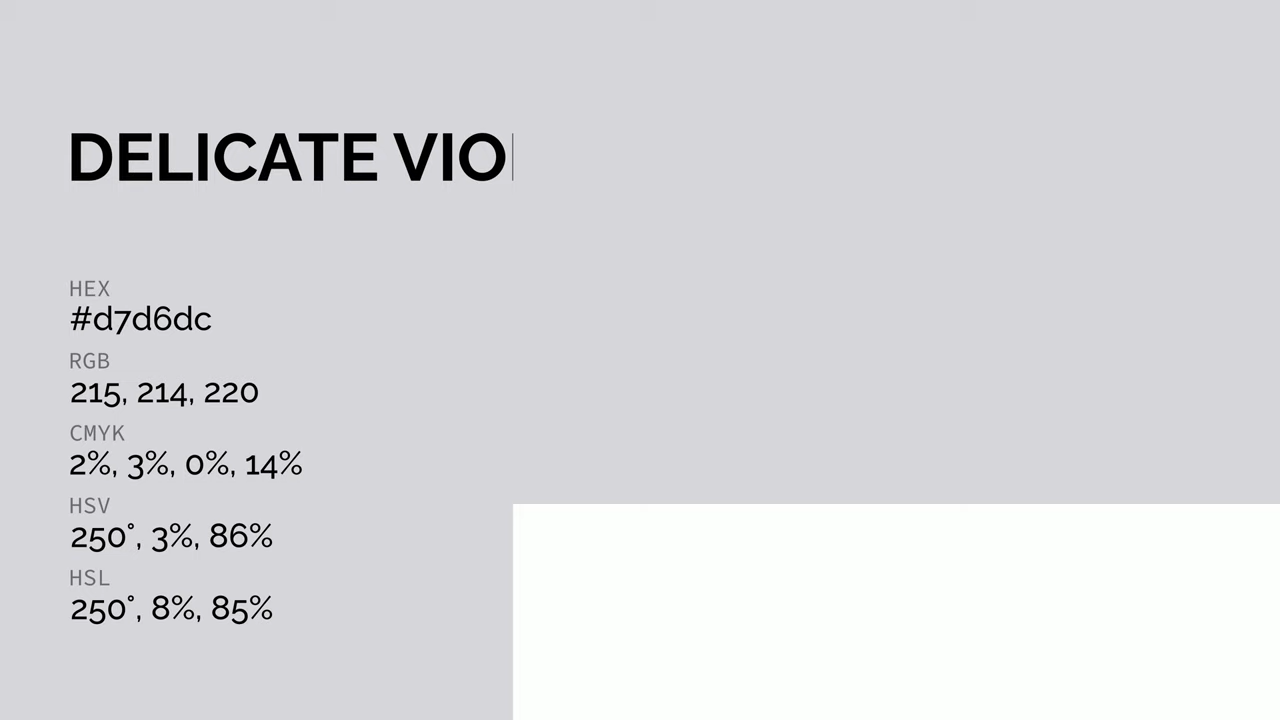 DELICATE VIO
HEX
#d7d6dc
RGB
215, 214, 220
CMYK
2%, 3%, 0%, 14%
HSV
250°, 3%, 86%
HSL
250°, 8%, 85%